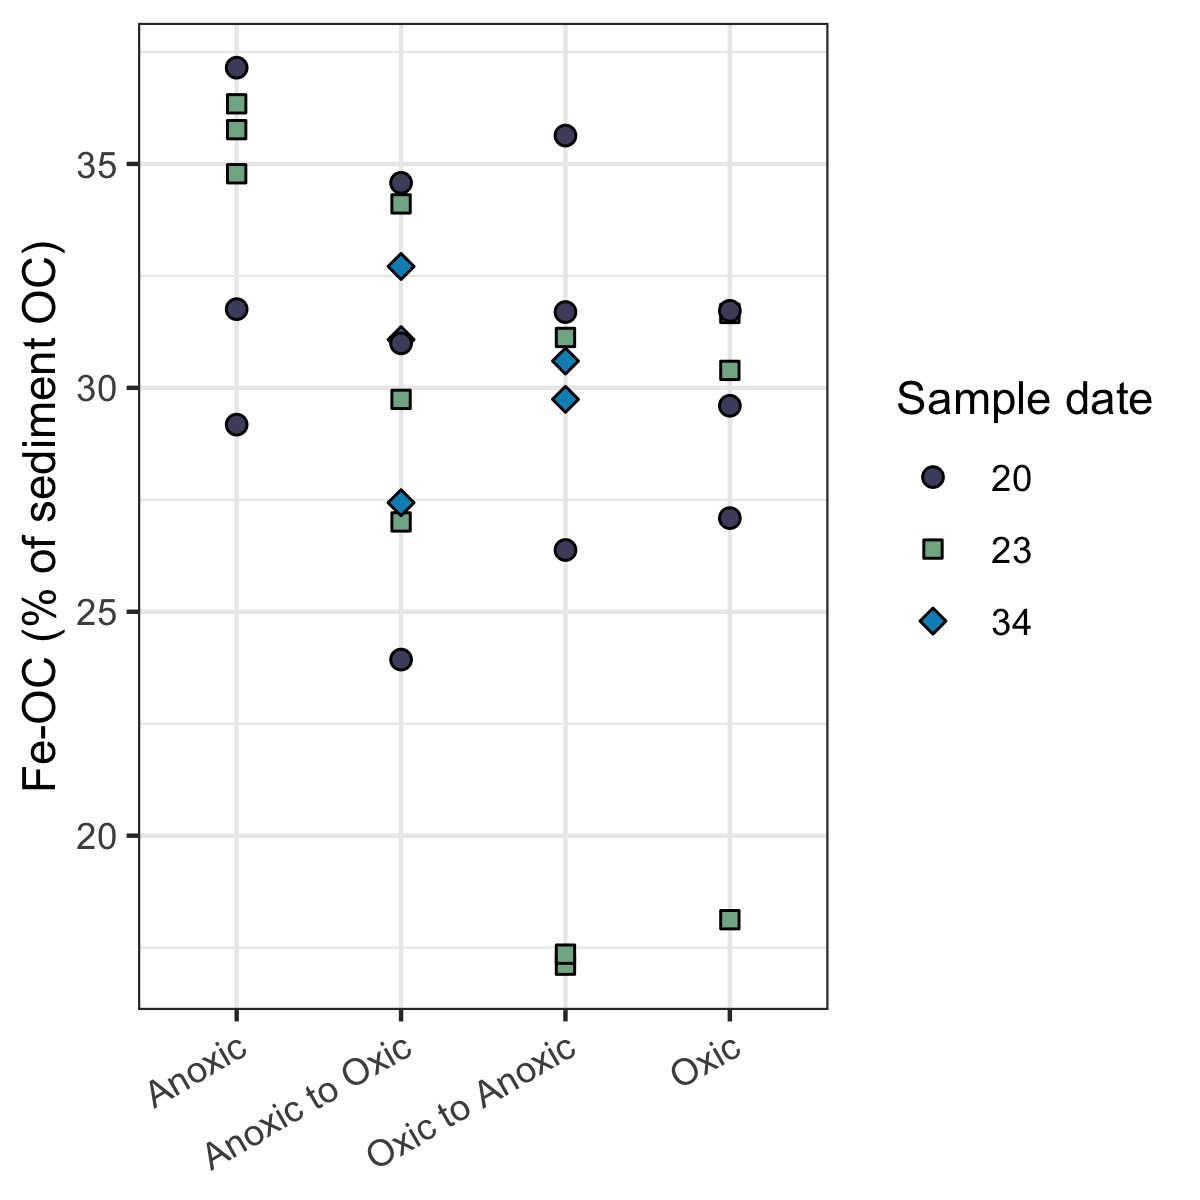 Fe-OC (% of sediment OC)
35
30
25
20
Anoxic
Anoxic to Oxic
Oxic to Anoxic
Oxic
Sample date
20
23
34